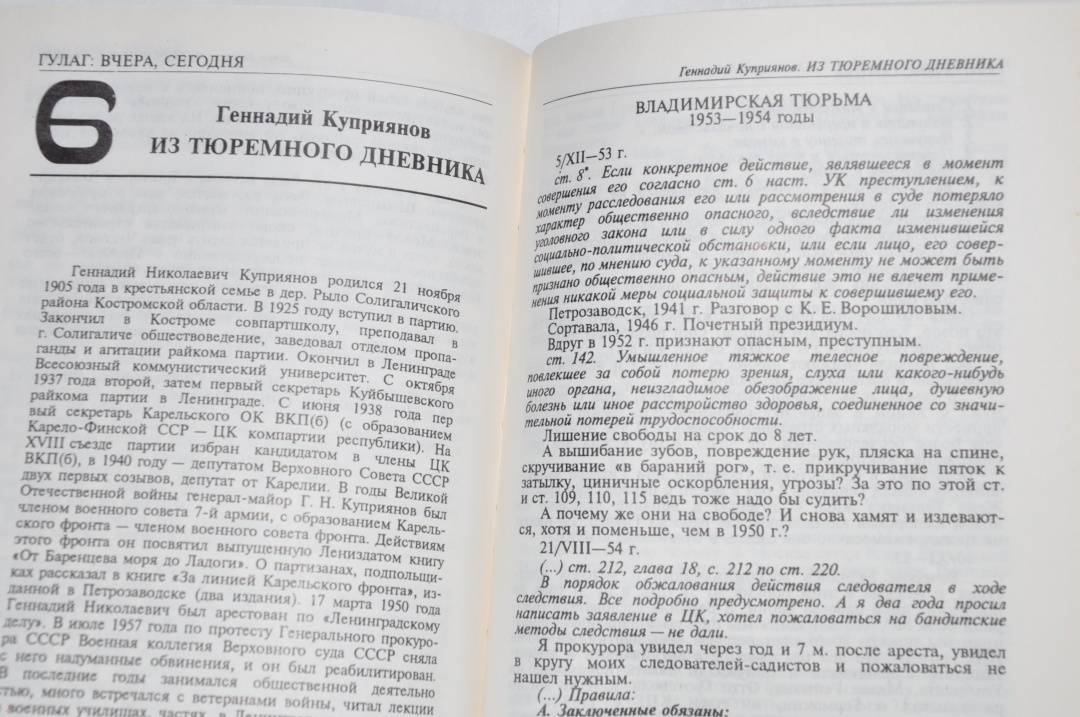 ГУЛАГ: ВЧЕРА, СЕГОДНЯ
6
Геннадий Куприянов
ИЗ ТЮРЕМНОГО ДНЕВНИКА
Геннадий Николаевич Куприянов родился 21 ноября
1905 года в крестьянской семье в дер. Рыло Солигаличского
района Костромской области. В 1925 году вступил в партию.
Закончил в Костроме совпартшколу, преподавал в
г. Солигаличе обществоведение, заведовал отделом пропа-
ганды и агитации райкома партии. Окончил в Ленинграде
Всесоюзный коммунистический университет. С октября
1937 года второй, затем первый секретарь Куйбышевского
райкома партии в Ленинграде. С июня 1938 года пер
вый секретарь Карельского ОК ВКП(б) (с образованием
Карело-Финской ССР — ЦК компартии республики). На
XVIII съезде партии избран кандидатом в члены ЦК
ВКП(б), в 1940 году — депутатом Верховного Совета СССР
двух первых созывов, депутат от Карелии. В годы Великой
Отечественной войны генерал-майор Г. Н. Куприянов был
членом военного совета 7-й армии, с образованием Карель-
ского фронта — членом военного совета фронта. Действиям
этого фронта он посвятил выпущенную Лениздатом книгу
«От Баренцева моря до Ладоги». О партизанах, подпольщи-
ках рассказал в книге «За линией Карельского фронта», из-
данной в Петрозаводске (два издания). 17 марта 1950 года
Геннадий Николаевич был арестован по «Ленинградскому
делу». В июле 1957 года по протесту Генерального прокуро-
ра СССР Военная коллегия Верховного суда СССР сняла
с него надуманные обвинения, и он был реабилитирован.
В последние годы занимался общественной деятельно
стью, много встречался с ветеранами войны, читал лекции
в военных училищах, частях, в
Геннадий Куприянов. ИЗ ТЮРЕМНОГО ДНЕВНИКА
ВЛАДИМИРСКАЯ ТЮРЬМА
1953—1954 годы
5/XII—53 г.
ст. 8*. Если конкретное действие, являвшееся в момент
совершения его согласно ст. 6 наст. УК преступлением, к
моменту расследования его или рассмотрения в суде потеряло
характер общественно опасного, вследствие ли изменения
уголовного закона или в силу одного факта изменившейся
социально-политической обстановки, или если лицо, его совер-
шившее, по мнению суда, к указанному моменту не может быть
признано общественно опасным, действие это не влечет приме-
нения никакой меры социальной защиты к совершившему его.
Петрозаводск, 1941 г. Разговор с К. Е. Ворошиловым.
Сортавала, 1946 г. Почетный президиум.
Вдруг в 1952 г. признают опасным, преступным.
ст. 142. Умышленное тяжкое телесное повреждение,
повлекшее за собой потерю зрения, слуха или какого-нибудь
иного органа, неизгладимое обезображение лица, душевную
болезнь или иное расстройство здоровья, соединенное со значи-
тельной потерей трудоспособности.
Лишение свободы на срок до 8 лет.
А вышибание зубов, повреждение рук, пляска на спине,
скручивание «в бараний рог», т. е. прикручивание пяток к
затылку, циничные оскорбления, угрозы? За это по этой ст.
и ст. 109, 110, 115 ведь тоже надо бы судить?
А почему же они на свободе? И снова хамят и издевают-
ся, хотя и поменьше, чем в 1950 г.?
21/VIII—54 г.
(...) ст. 212, глава 18, с. 212 по ст. 220.
В порядок обжалования действия следователя в ходе
следствия. Все подробно предусмотрено. А я два года просил
написать заявление в ЦК, хотел пожаловаться на бандитские
методы следствия — не дали.
Я прокурора увидел через год и 7 м. после ареста, увидел
в кругу моих следователей-садистов и пожаловаться не
нашел нужным.
(...) Правила:
А. Заключенные обязаны: